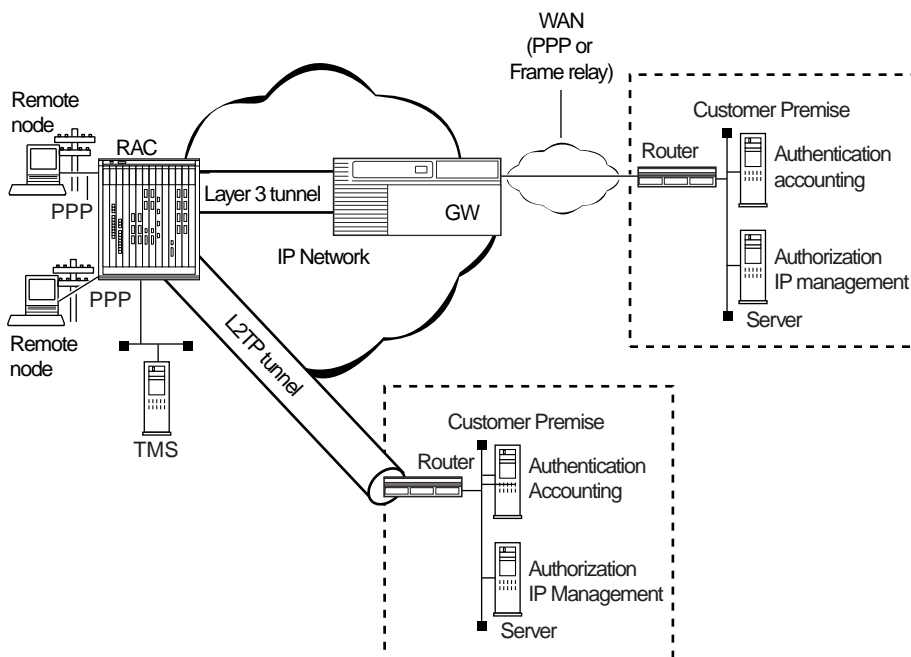 WAN
(PPP or
Frame relay)
Remote
node
RAC
Customer Premise
Router
Authentication
accounting
PPP
Layer 3 tunnel
GW
IP Network
Authorization
IP management
Server
PPP
Remote
node
L2TP tunnel
TMS
Customer Premise
Router
Authentication
Accounting
Authorization
IP Management
Server